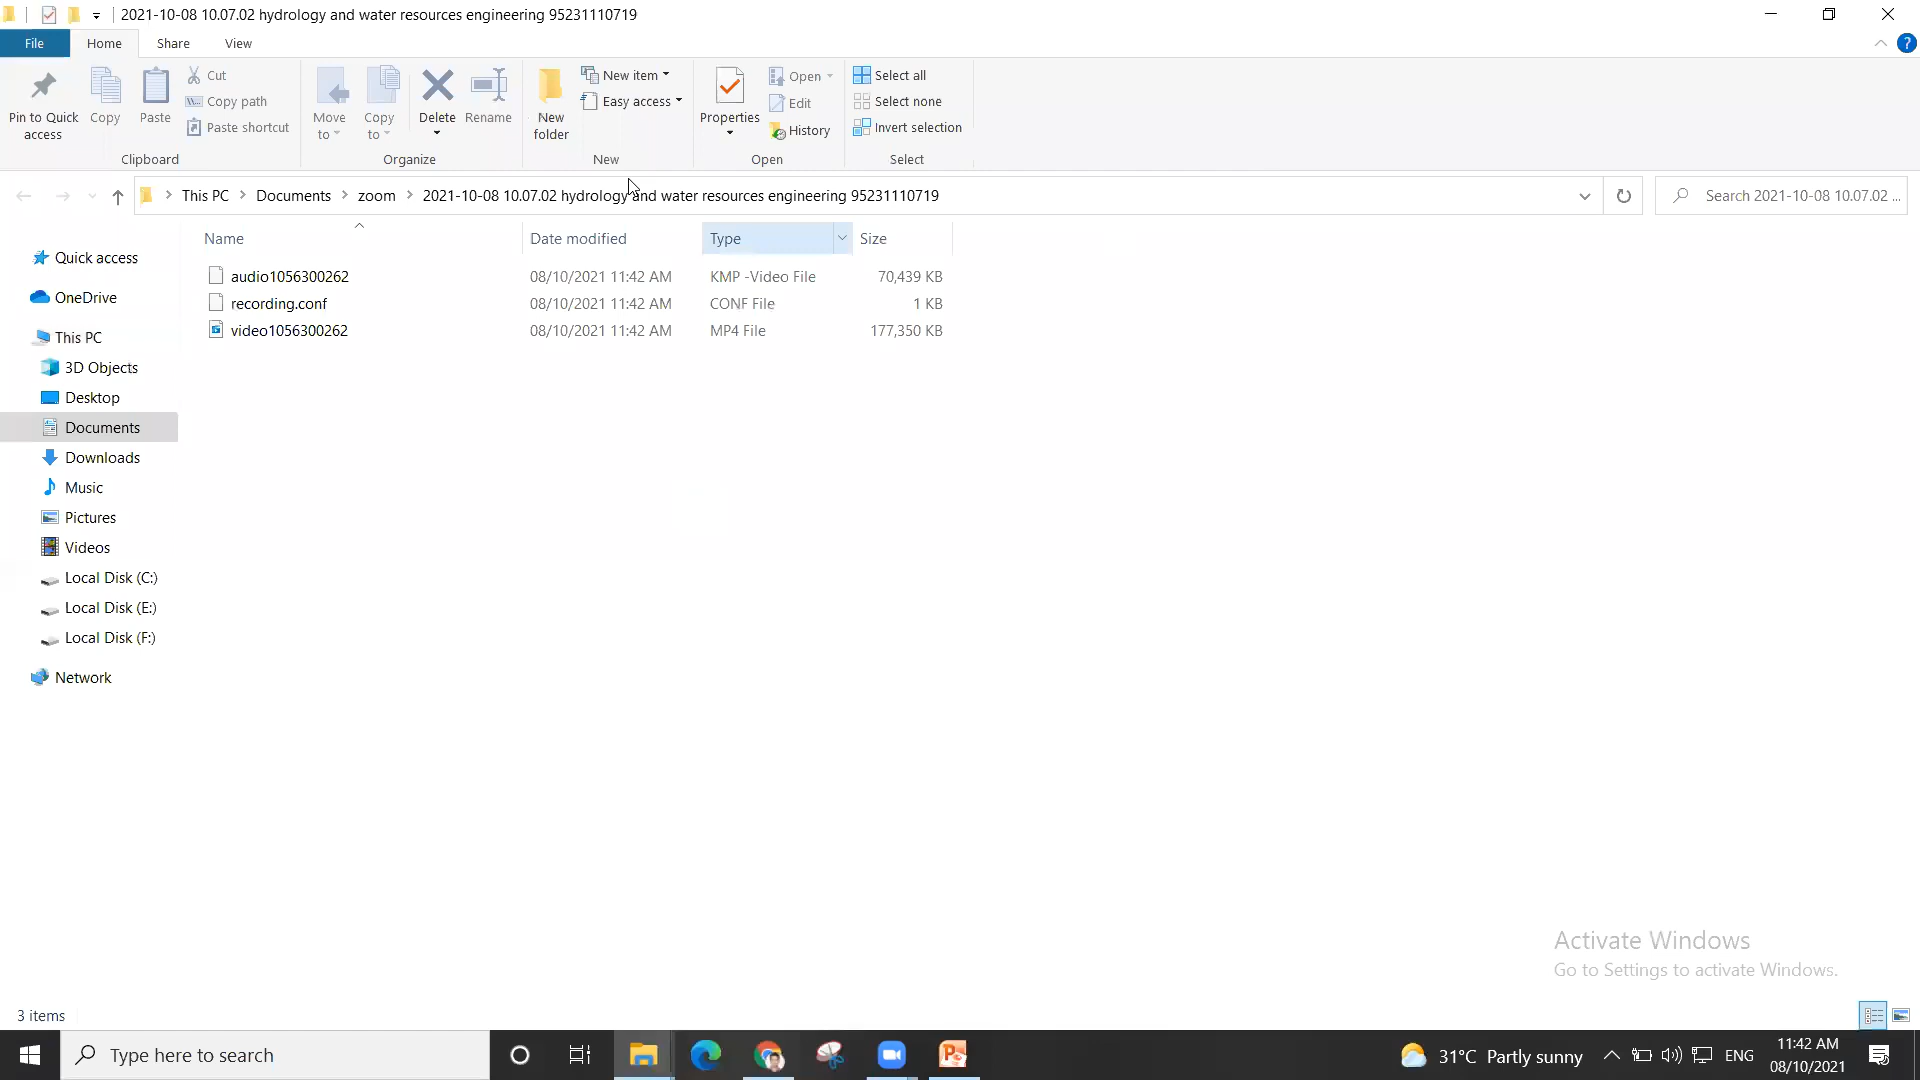 2021-10-08 10.07.02 hydrology and water resources engineering 95231110719
File Home Share View
Pin to Quick access
Copy
Paste
Cut
Copy path
Paste shortcut
Clipboard
Move to
Copy to
Delete
Rename
Organize
New folder
New item
Easy access
New
Properties
Open
Edit
History
Open
Select all
Select none
Invert selection
Select
This PC > Documents > zoom > 2021-10-08 10.07.02 hydrology and water resources engineering 95231110719
Search 2021-10-08 10.07.02 ...
Name Date modified Type Size
audio1056300262 08/10/2021 11:42 AM KMP -Video File 70,439 KB
recording.conf 08/10/2021 11:42 AM CONF File 1 KB
video1056300262 08/10/2021 11:42 AM MP4 File 177,350 KB
Quick access
OneDrive
This PC
3D Objects
Desktop
Documents
Downloads
Music
Pictures
Videos
Local Disk (C:)
Local Disk (E:)
Local Disk (F:)
Network
Activate Windows
Go to Settings to activate Windows.
3 items
Type here to search
31°C Partly sunny
ENG
11:42 AM
08/10/2021